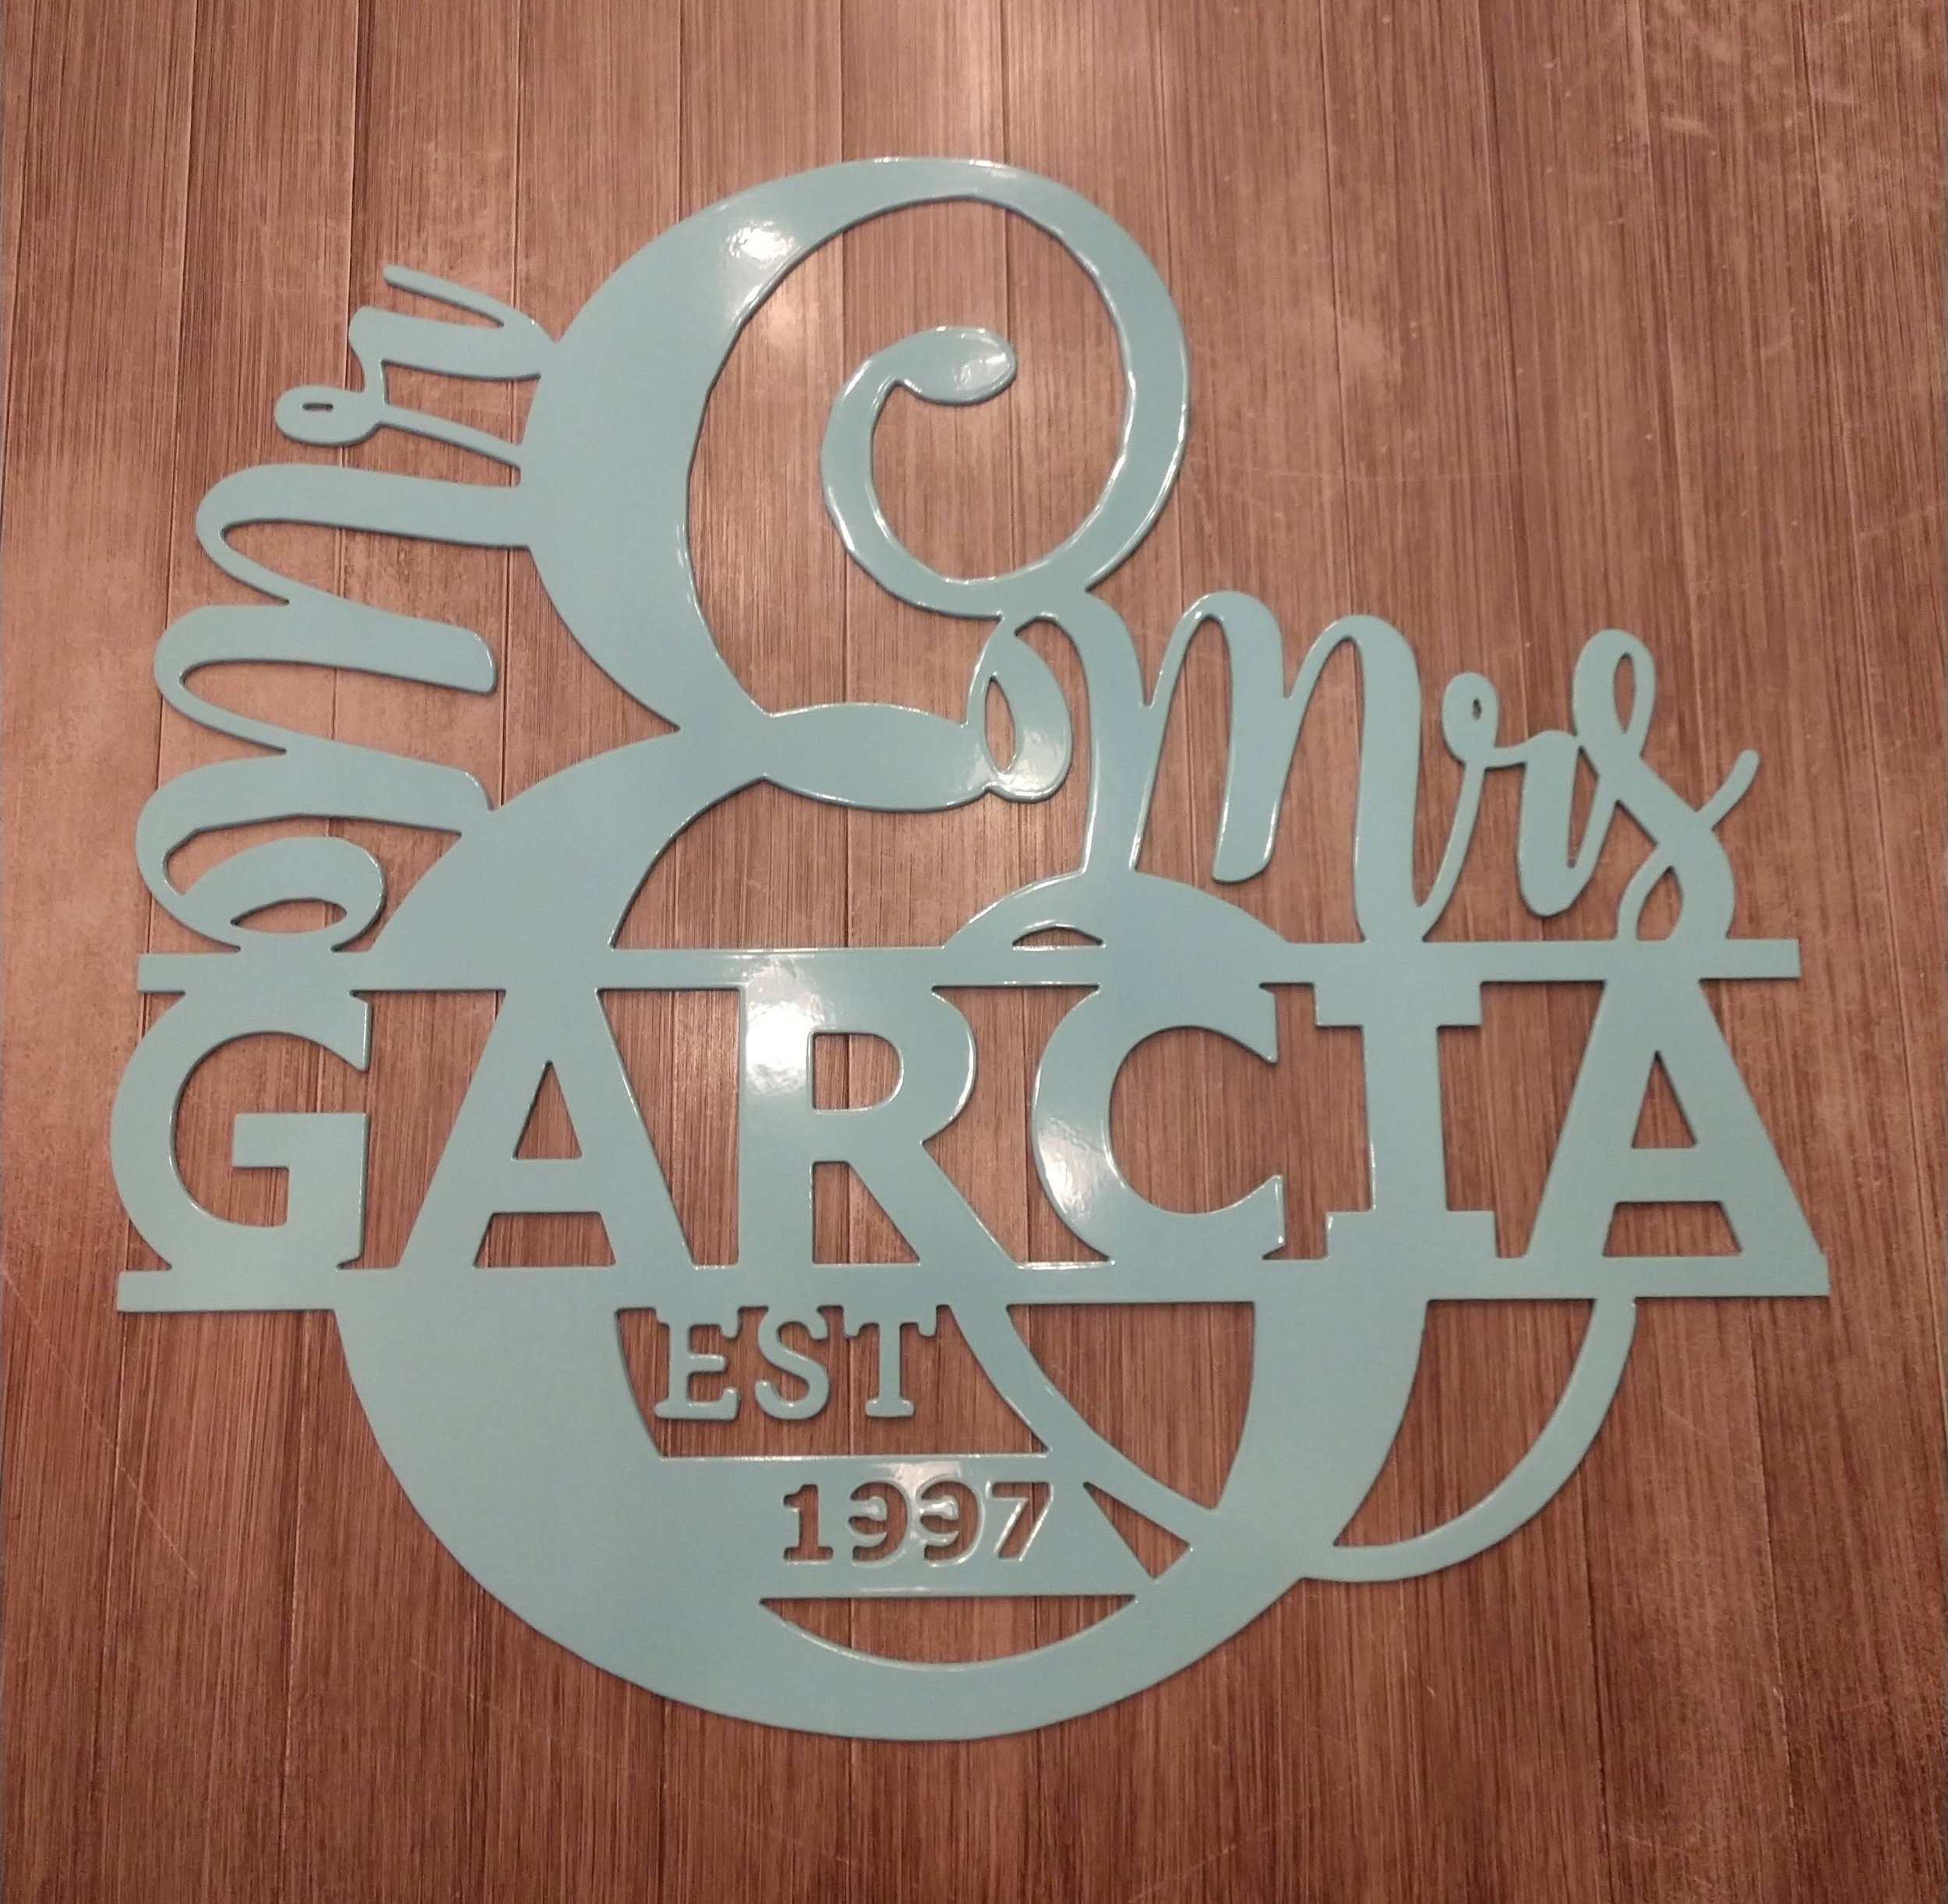 mr & mrs
GARCIA
EST
1997